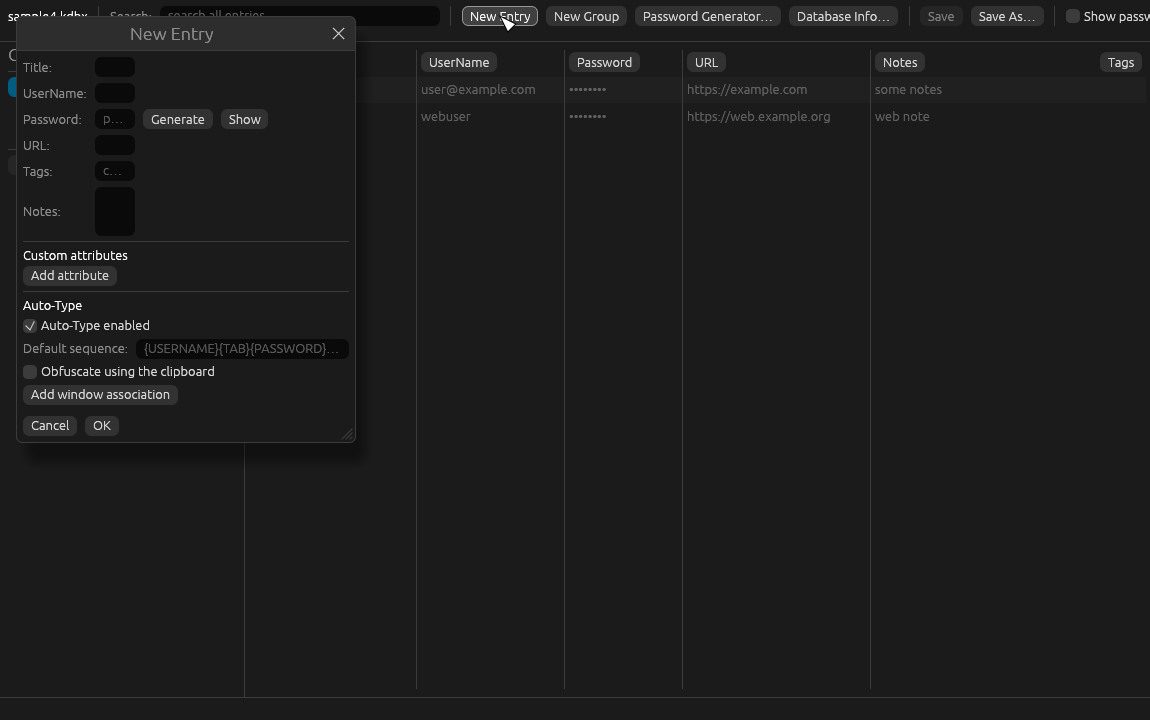 sample4.kdbx Search: search all entries New Entry New Group Password Generator... Database Info... Save Save As... Show passw
New Entry
Title:
UserName:
Password: p... Generate Show
URL:
Tags: c...
Notes:
Custom attributes
Add attribute
Auto-Type
Auto-Type enabled
Default sequence: {USERNAME}{TAB}{PASSWORD}...
Obfuscate using the clipboard
Add window association
Cancel OK
UserName Password URL Notes Tags
user@example.com •••••••• https://example.com some notes
webuser •••••••• https://web.example.org web note